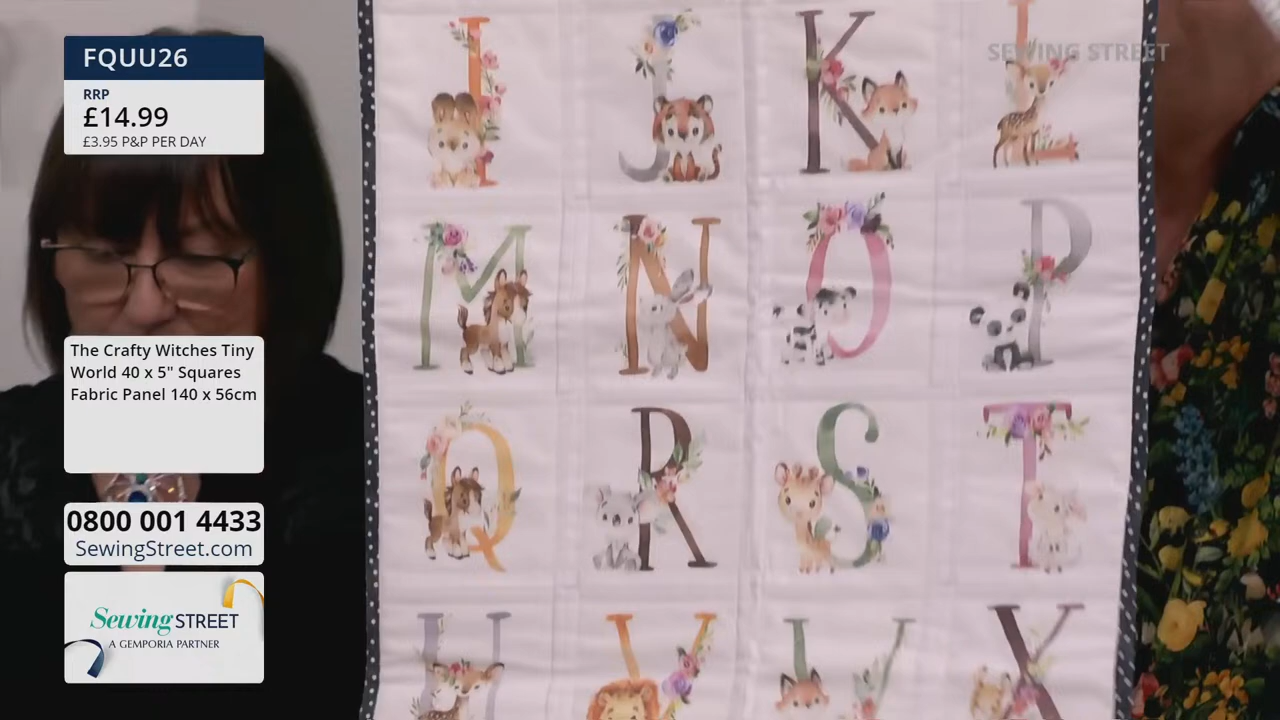 FQUU26
RRP
£14.99
£3.95 P&P PER DAY
The Crafty Witches Tiny
World 40 x 5" Squares
Fabric Panel 140 x 56cm
0800 001 4433
SewingStreet.com
Sewing STREET
A GEMPORIA PARTNER
SEWING STREET
I J K L
M N O P
Q R S T
U V W X